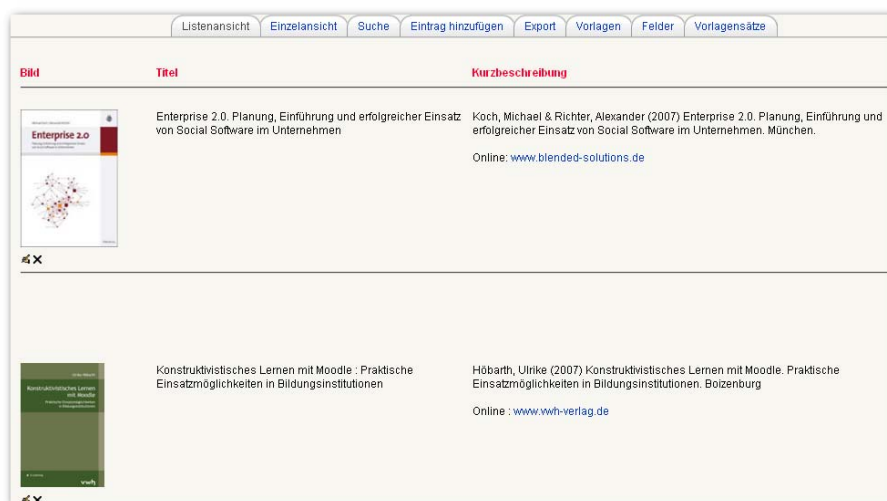 Listenansicht Einzelansicht Suche Eintrag hinzufügen Export Vorlagen Felder Vorlagensätze
Bild Titel Kurzbeschreibung
Enterprise 2.0
Enterprise 2.0. Planung, Einführung und erfolgreicher Einsatz
von Social Software im Unternehmen
Koch, Michael & Richter, Alexander (2007) Enterprise 2.0. Planung, Einführung und
erfolgreicher Einsatz von Social Software im Unternehmen. München.
Online: www.blended-solutions.de
Konstruktivistisches Lernen
mit Moodle
vwh
Konstruktivistisches Lernen mit Moodle : Praktische
Einsatzmöglichkeiten in Bildungsinstitutionen
Höbarth, Ulrike (2007) Konstruktivistisches Lernen mit Moodle. Praktische
Einsatzmöglichkeiten in Bildungsinstitutionen. Boizenburg
Online : www.vwh-verlag.de